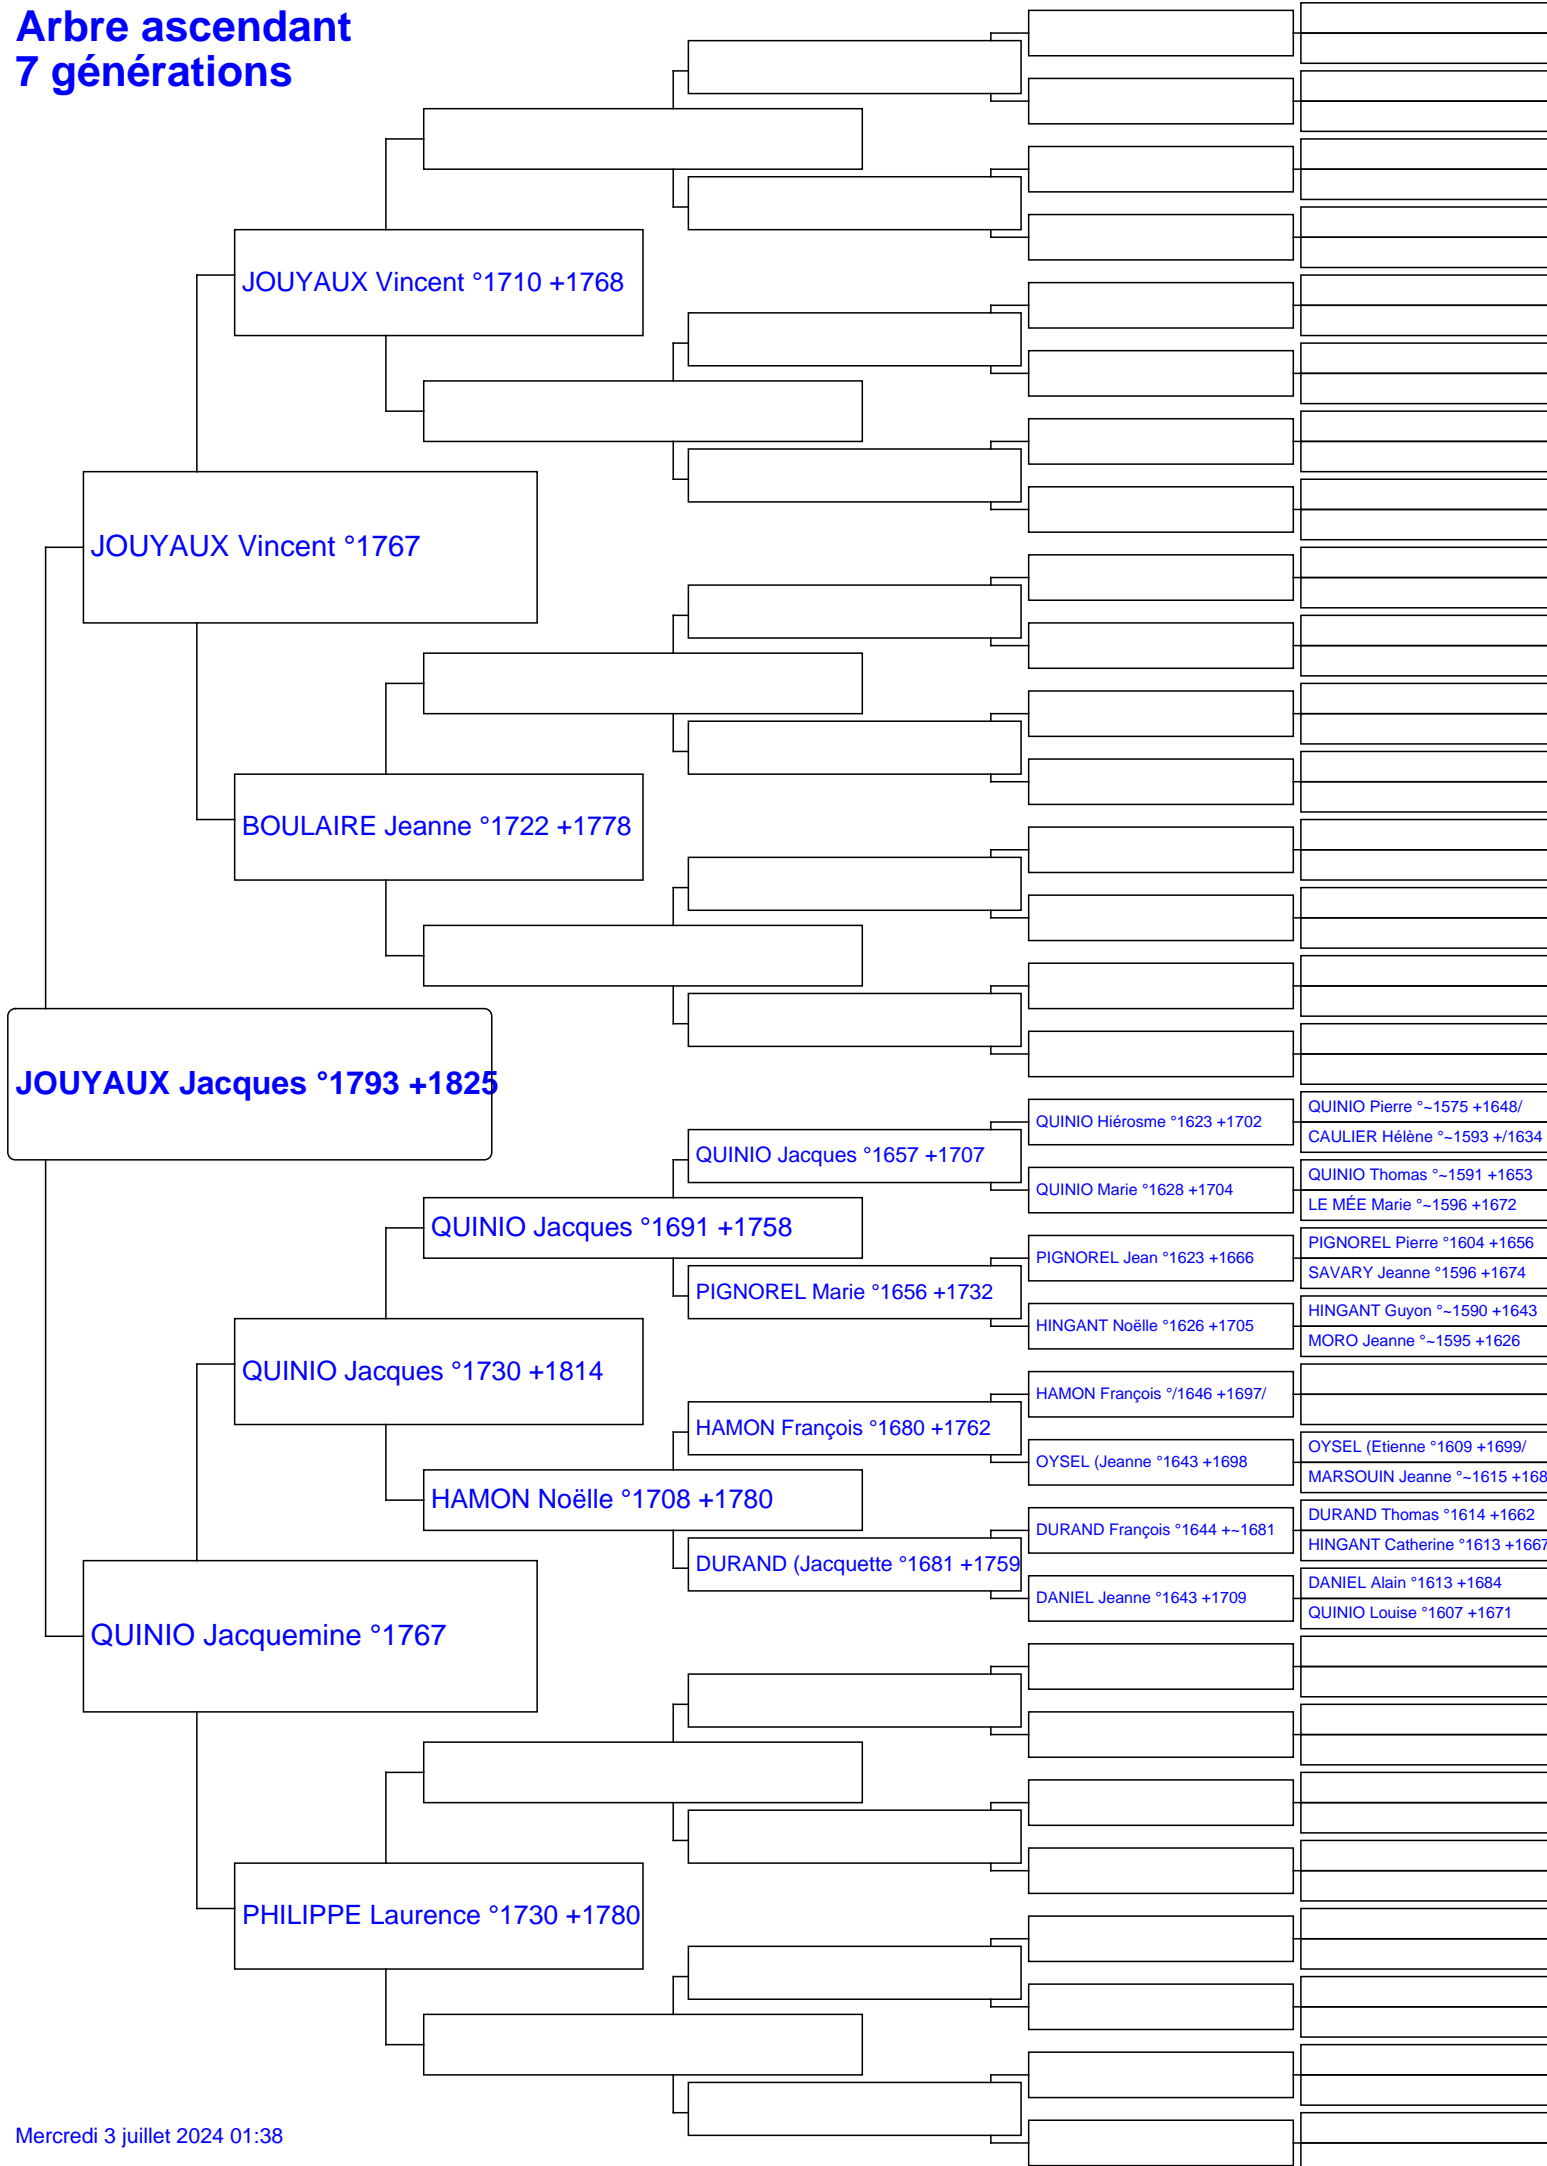 Arbre ascendant
7 générations
JOUYAUX Vincent °1710 +1768
JOUYAUX Vincent °1767
BOULAIRE Jeanne °1722 +1778
JOUYAUX Jacques °1793 +1825
QUINIO Pierre °~1575 +1648/
QUINIO Hiérosme °1623 +1702
CAULIER Hélène °~1593 +/1634
QUINIO Jacques °1657 +1707
QUINIO Thomas °~1591 +1653
QUINIO Marie °1628 +1704
LE MÉE Marie °~1596 +1672
QUINIO Jacques °1691 +1758
PIGNOREL Pierre °1604 +1656
PIGNOREL Jean °1623 +1666
SAVARY Jeanne °1596 +1674
PIGNOREL Marie °1656 +1732
HINGANT Guyon °~1590 +1643
HINGANT Noëlle °1626 +1705
MORO Jeanne °~1595 +1626
QUINIO Jacques °1730 +1814
HAMON François °/1646 +1697/
HAMON François °1680 +1762
OYSEL (Etienne °1609 +1699/
OYSEL (Jeanne °1643 +1698
MARSOUIN Jeanne °~1615 +168
HAMON Noëlle °1708 +1780
DURAND Thomas °1614 +1662
DURAND François °1644 +~1681
HINGANT Catherine °1613 +1667
DURAND (Jacquette °1681 +1759
DANIEL Alain °1613 +1684
DANIEL Jeanne °1643 +1709
QUINIO Louise °1607 +1671
QUINIO Jacquemine °1767
PHILIPPE Laurence °1730 +1780
Mercredi 3 juillet 2024 01:38